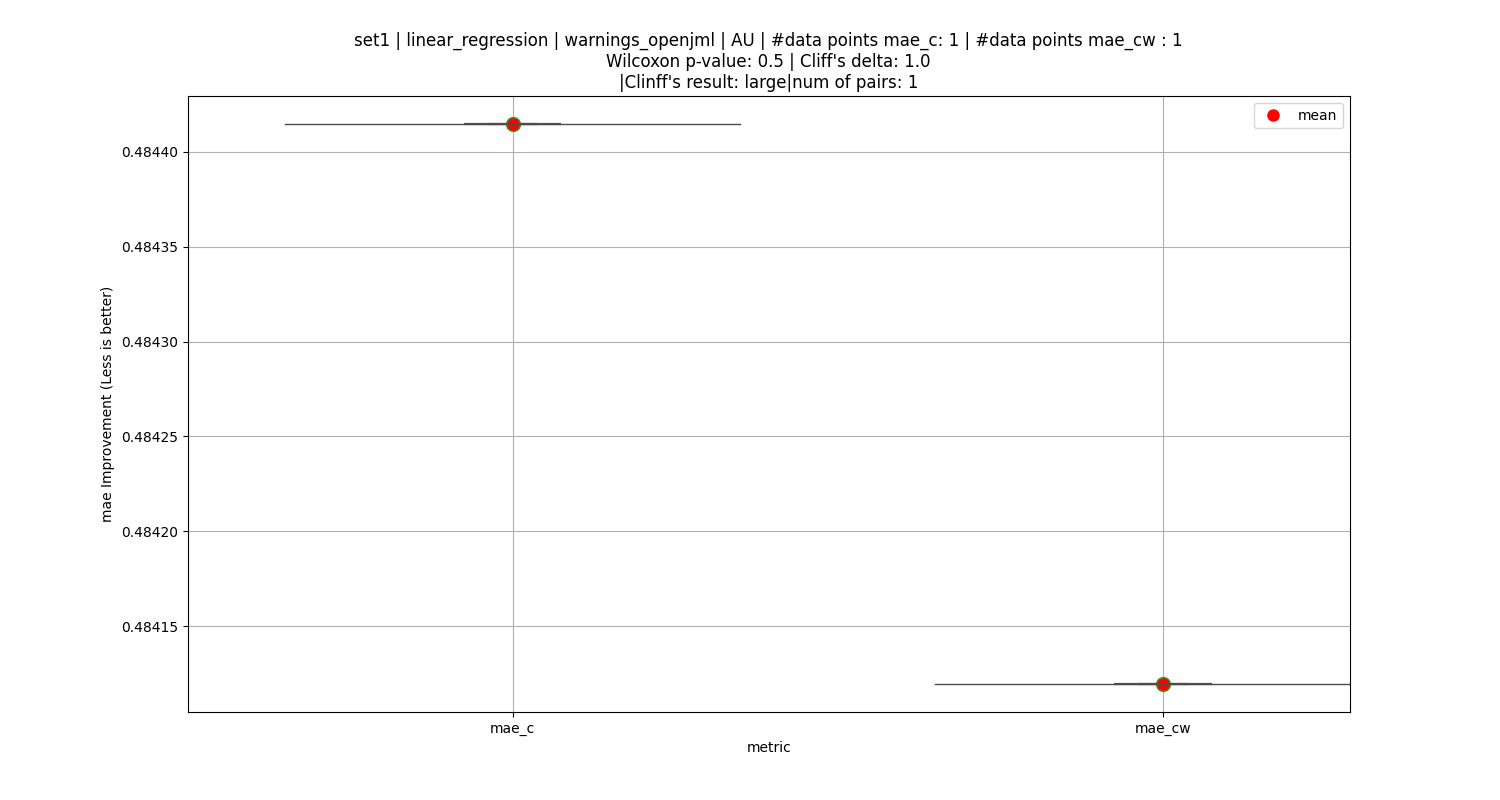 set1 | linear_regression | warnings_openjml | AU | #data points mae_c: 1 | #data points mae_cw : 1
Wilcoxon p-value: 0.5 | Cliff's delta: 1.0
|Clinff's result: large|num of pairs: 1
mean
0.48440
0.48435
0.48430
0.48425
0.48420
0.48415
mae Improvement (Less is better)
mae_c
mae_cw
metric